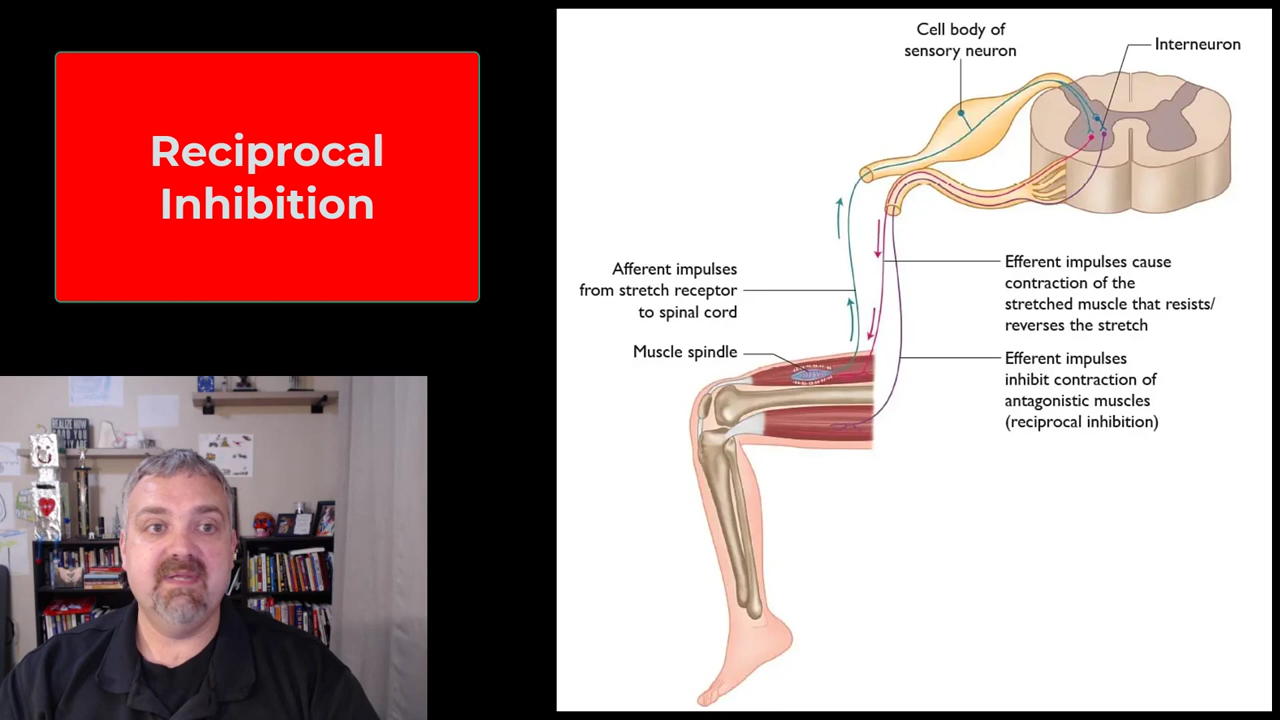 Reciprocal
Inhibition
Cell body of
sensory neuron
Interneuron
Afferent impulses
from stretch receptor
to spinal cord
Muscle spindle
Efferent impulses cause
contraction of the
stretched muscle that resists/
reverses the stretch
Efferent impulses
inhibit contraction of
antagonistic muscles
(reciprocal inhibition)